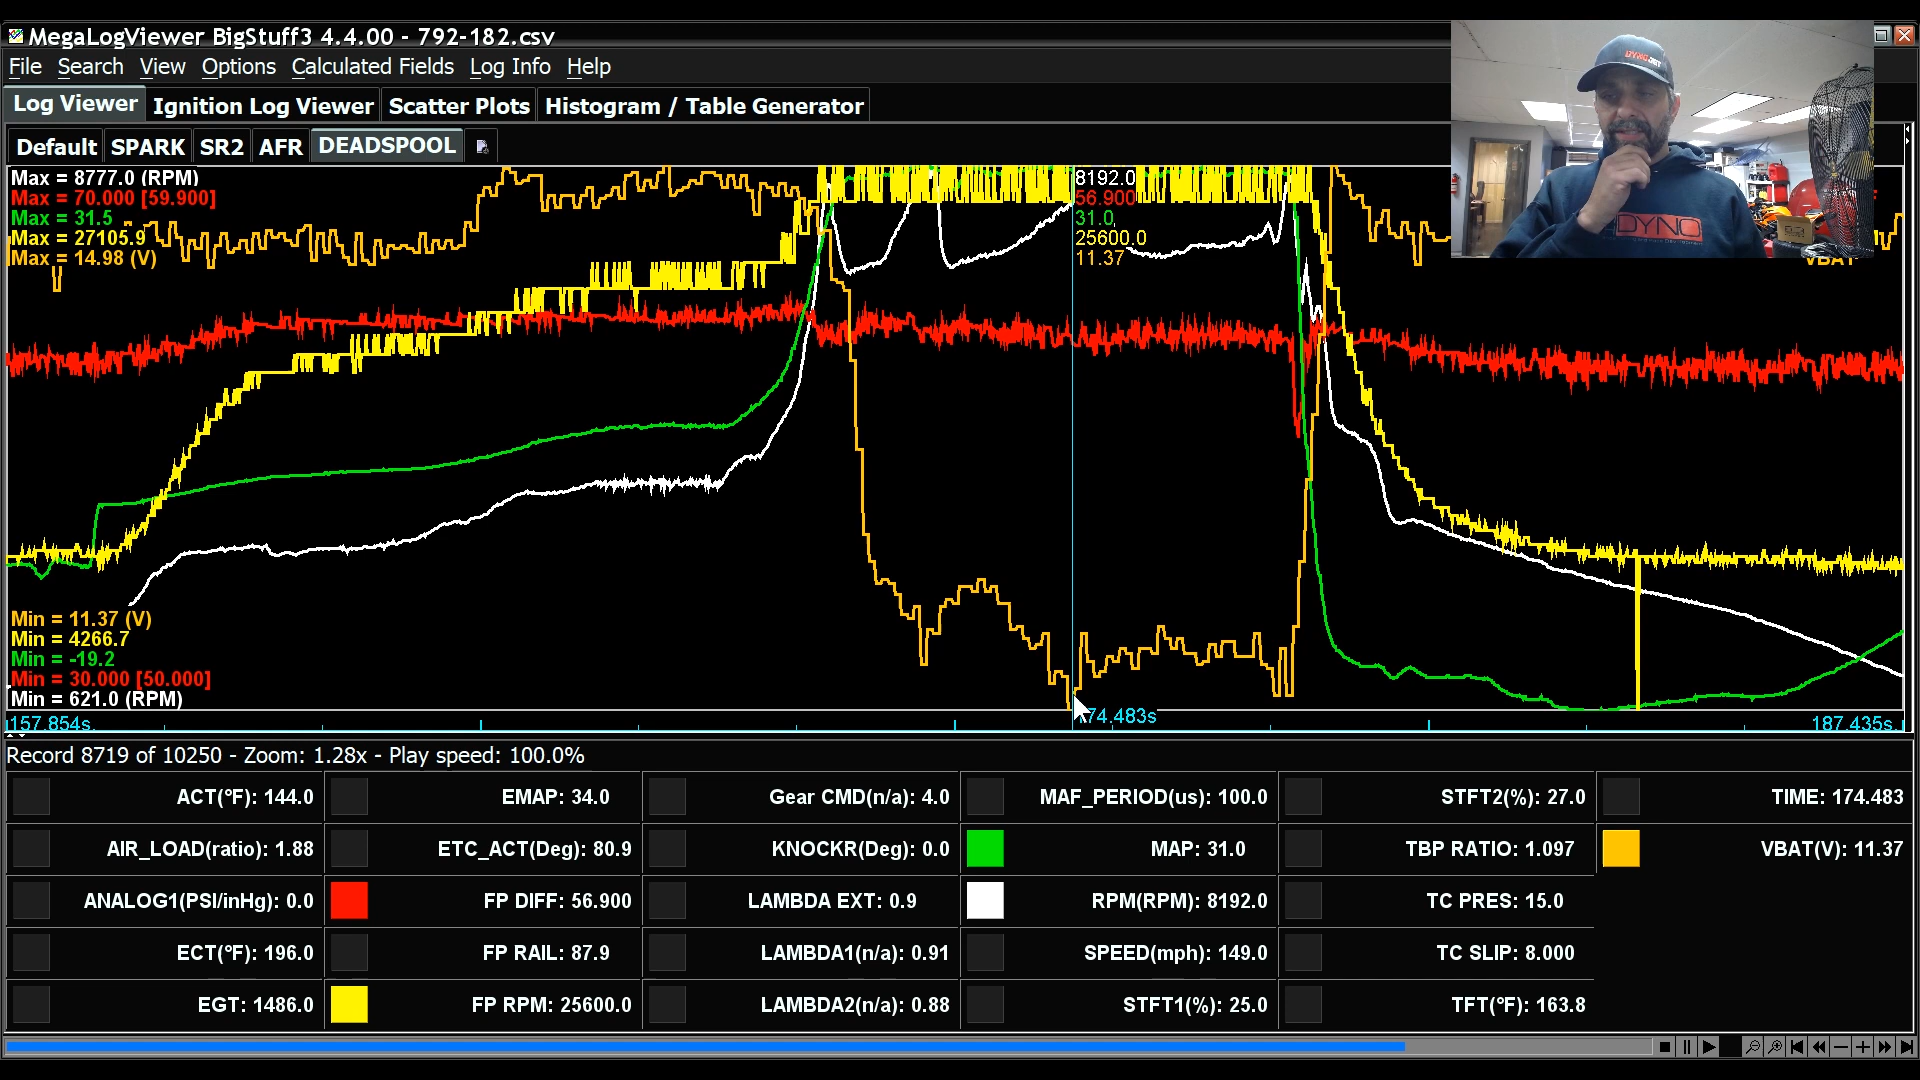 MegaLogViewer BigStuff3 4.4.00 - 792-182.csv
File Search View Options Calculated Fields Log Info Help
Log Viewer Ignition Log Viewer Scatter Plots Histogram / Table Generator
Default SPARK SR2 AFR DEADSPOOL
Max = 8777.0 (RPM)
Max = 70.000 [59.900]
Max = 31.5
Max = 27105.9
Max = 14.98 (V)
8192.0
56.900
31.0
25600.0
11.37
DYNO
VBAT
Min = 11.37 (V)
Min = 4266.7
Min = -19.2
Min = 30.000 [50.000]
Min = 621.0 (RPM)
157.854s 74.483s 187.435s
Record 8719 of 10250 - Zoom: 1.28x - Play speed: 100.0%
ACT(°F): 144.0 EMAP: 34.0 Gear CMD(n/a): 4.0 MAF_PERIOD(us): 100.0 STFT2(%): 27.0 TIME: 174.483
AIR_LOAD(ratio): 1.88 ETC_ACT(Deg): 80.9 KNOCKR(Deg): 0.0 MAP: 31.0 TBP RATIO: 1.097 VBAT(V): 11.37
ANALOG1(PSI/inHg): 0.0 FP DIFF: 56.900 LAMBDA EXT: 0.9 RPM(RPM): 8192.0 TC PRES: 15.0
ECT(°F): 196.0 FP RAIL: 87.9 LAMBDA1(n/a): 0.91 SPEED(mph): 149.0 TC SLIP: 8.000
EGT: 1486.0 FP RPM: 25600.0 LAMBDA2(n/a): 0.88 STFT1(%): 25.0 TFT(°F): 163.8